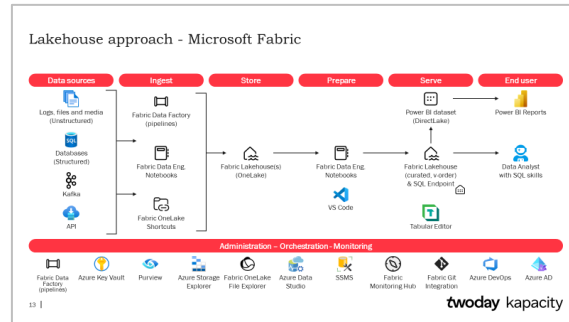 Lakehouse approach - Microsoft Fabric
Data sources
Ingest
Store
Prepare
Serve
End user
Logs, files and media
(Unstructured)
SQL
Databases
(Structured)
Kafka
API
Fabric Data Factory
(pipelines)
Fabric Data Eng.
Notebooks
Fabric OneLake
Shortcuts
Fabric Lakehouse(s)
(OneLake)
Fabric Data Eng.
Notebooks
VS Code
Power BI dataset
(DirectLake)
Fabric Lakehouse
(curated, v-order)
& SQL Endpoint
Tabular Editor
Power BI Reports
Data Analyst
with SQL skills
Administration – Orchestration - Monitoring
Fabric Data
Factory
(pipelines)
Azure Key Vault
Purview
Azure Storage
Explorer
Fabric OneLake
File Explorer
Azure Data
Studio
SSMS
Fabric
Monitoring Hub
Fabric Git
Integration
Azure DevOps
Azure AD
13 |
twoday kapacity